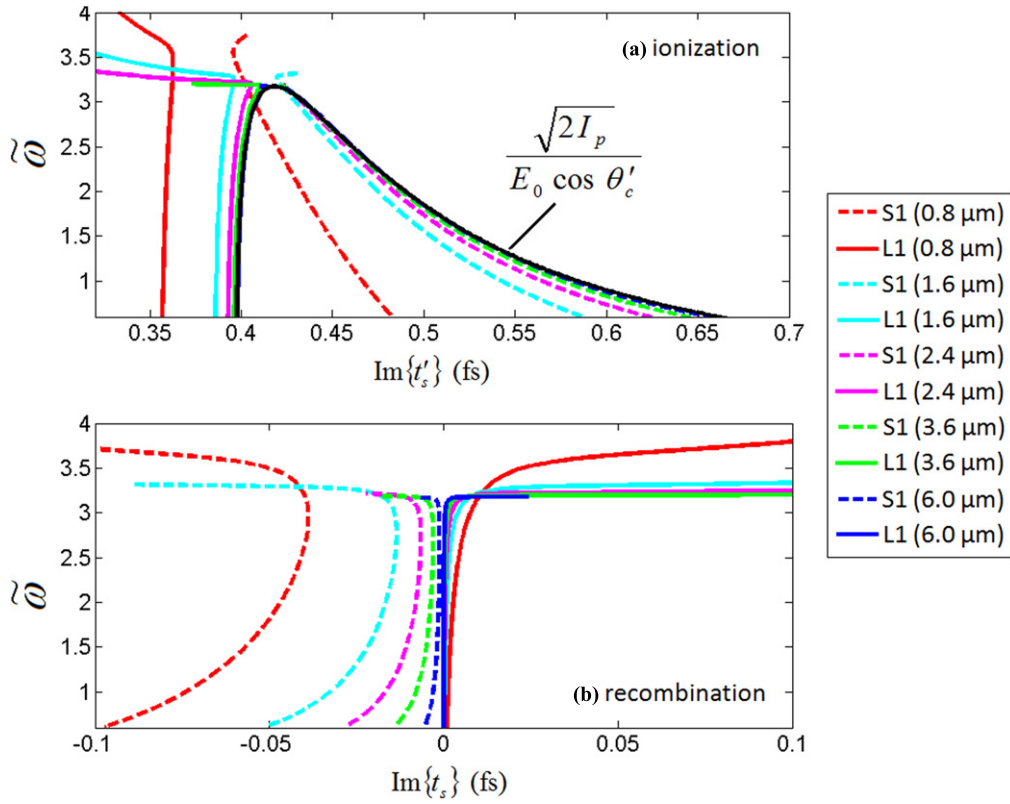 4
3.5
3
2.5
2
1.5
1
ω̃
(a) ionization
√2I_p
E_0 cos θ'_c
0.35 0.4 0.45 0.5 0.55 0.6 0.65 0.7
Im{t'_s} (fs)
4
3.5
3
2.5
2
1.5
1
ω̃
(b) recombination
-0.1 -0.05 0 0.05 0.1
Im{t_s} (fs)
S1 (0.8 μm)
L1 (0.8 μm)
S1 (1.6 μm)
L1 (1.6 μm)
S1 (2.4 μm)
L1 (2.4 μm)
S1 (3.6 μm)
L1 (3.6 μm)
S1 (6.0 μm)
L1 (6.0 μm)